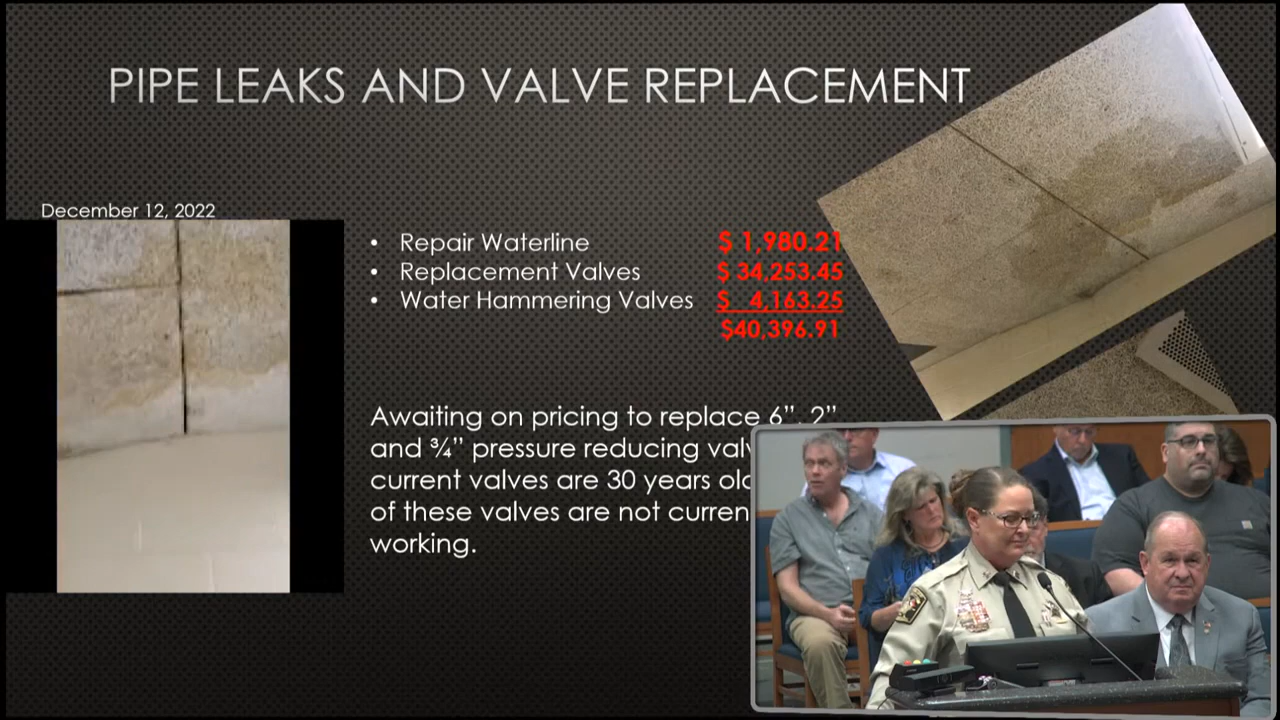 PIPE LEAKS AND VALVE REPLACEMENT
December 12, 2022
• Repair Waterline $ 1,980.21
• Replacement Valves $ 34,253.45
• Water Hammering Valves $ 4,163.25
$40,396.91
Awaiting on pricing to replace 6”, 2”
and ¾” pressure reducing
current valves are 30 years
of these valves are not
working.